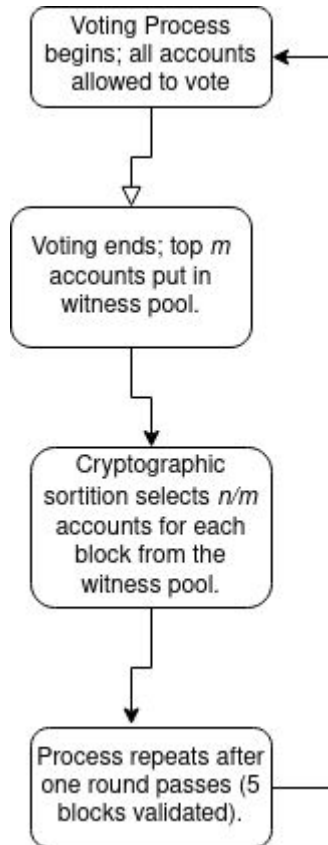 Voting Process
begins; all accounts
allowed to vote
Voting ends; top m
accounts put in
witness pool.
Cryptographic
sortition selects n/m
accounts for each
block from the
witness pool.
Process repeats after
one round passes (5
blocks validated).